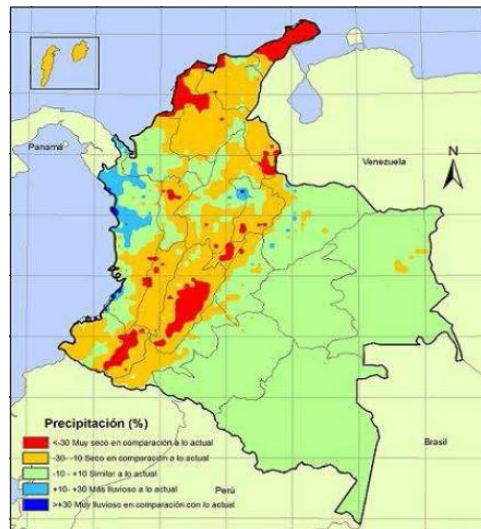 Panamá
Venezuela
N
Precipitación (%)
<-30 Muy seco en comparación a lo actual
-30 - -10 Seco en comparación a lo actual
-10 - +10 Similar a lo actual
+10- +30 Más lluvioso a lo actual
>+30 Muy lluvioso en comparación con lo actual
Perú
Brasil